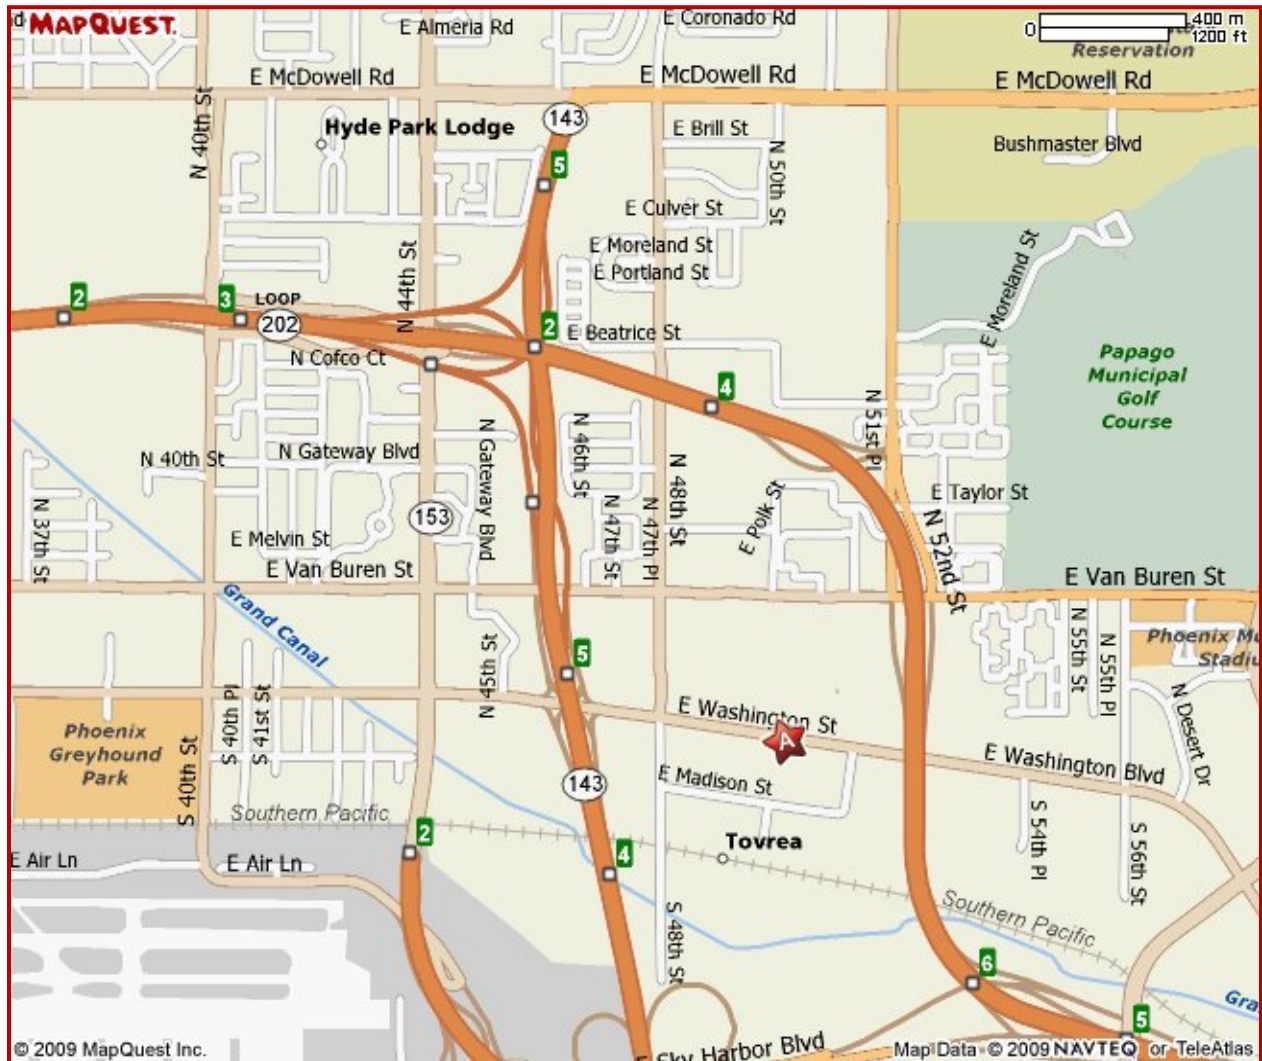 MAPQUEST.
E Almeria Rd
E Coronado Rd
0
400 m
1200 ft
Reservation
E McDowell Rd
E McDowell Rd
E McDowell Rd
N 40th St
Hyde Park Lodge
143
E Brill St
Bushmaster Blvd
5
N 50th St
E Culver St
E Moreland St
E Portland St
N 44th St
E Moreland St
2
3
LOOP
202
2
E Beatrice St
N Cofco Ct
Papago
Municipal
Golf
Course
4
N 51st Pl
N 40th St
N Gateway Blvd
N Gateway Blvd
N 46th St
N 48th St
N 37th St
153
N 47th St
N 47th Pl
E Polk St
E Taylor St
N 52nd St
E Melvin St
E Van Buren St
E Van Buren St
Grand Canal
N 45th St
5
N 55th St
N 55th Pl
Phoenix Mu
Stadiu
S 40th Pl
S 41st St
E Washington St
A
N Desert Dr
Phoenix
Greyhound
Park
S 40th St
E Washington Blvd
143
E Madison St
Southern Pacific
2
Tovrea
S 54th Pl
S 56th St
E Air Ln
E Air Ln
4
S 48th St
Southern Pacific
6
Gra
5
E Sky Harbor Blvd
© 2009 MapQuest Inc.
Map Data © 2009 NAVTEQ or TeleAtlas